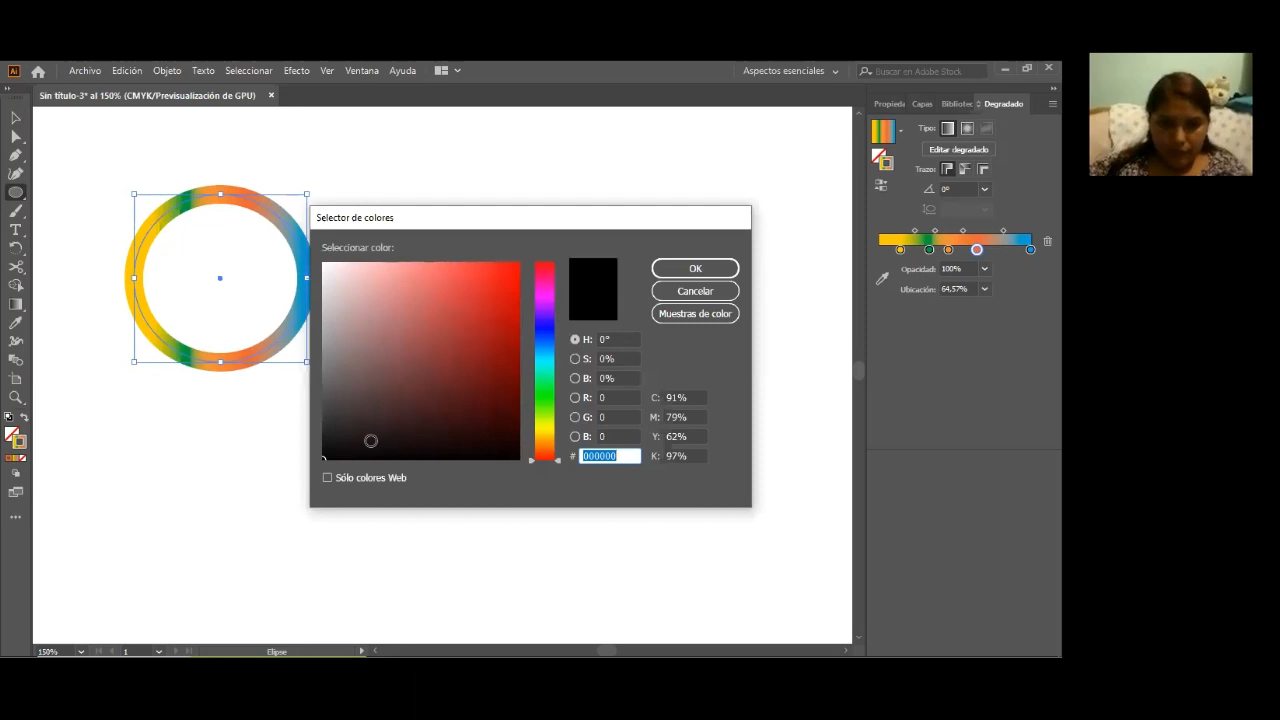 Ai Archivo Edición Objeto Texto Seleccionar Efecto Ver Ventana Ayuda Aspectos esenciales Buscar en Adobe Stock
Sin título-3* al 150% (CMYK/Previsualización de GPU) ×
Propieda Capas Bibliotec Degradado
Tipo:
Editar degradado
Trazo:
0°
Opacidad: 100%
Ubicación: 64,57%
Selector de colores
Seleccionar color:
OK
Cancelar
Muestras de color
H: 0°
S: 0%
B: 0%
R: 0 C: 91%
G: 0 M: 79%
B: 0 Y: 62%
# 000000 K: 97%
Sólo colores Web
150% 1 Elipse